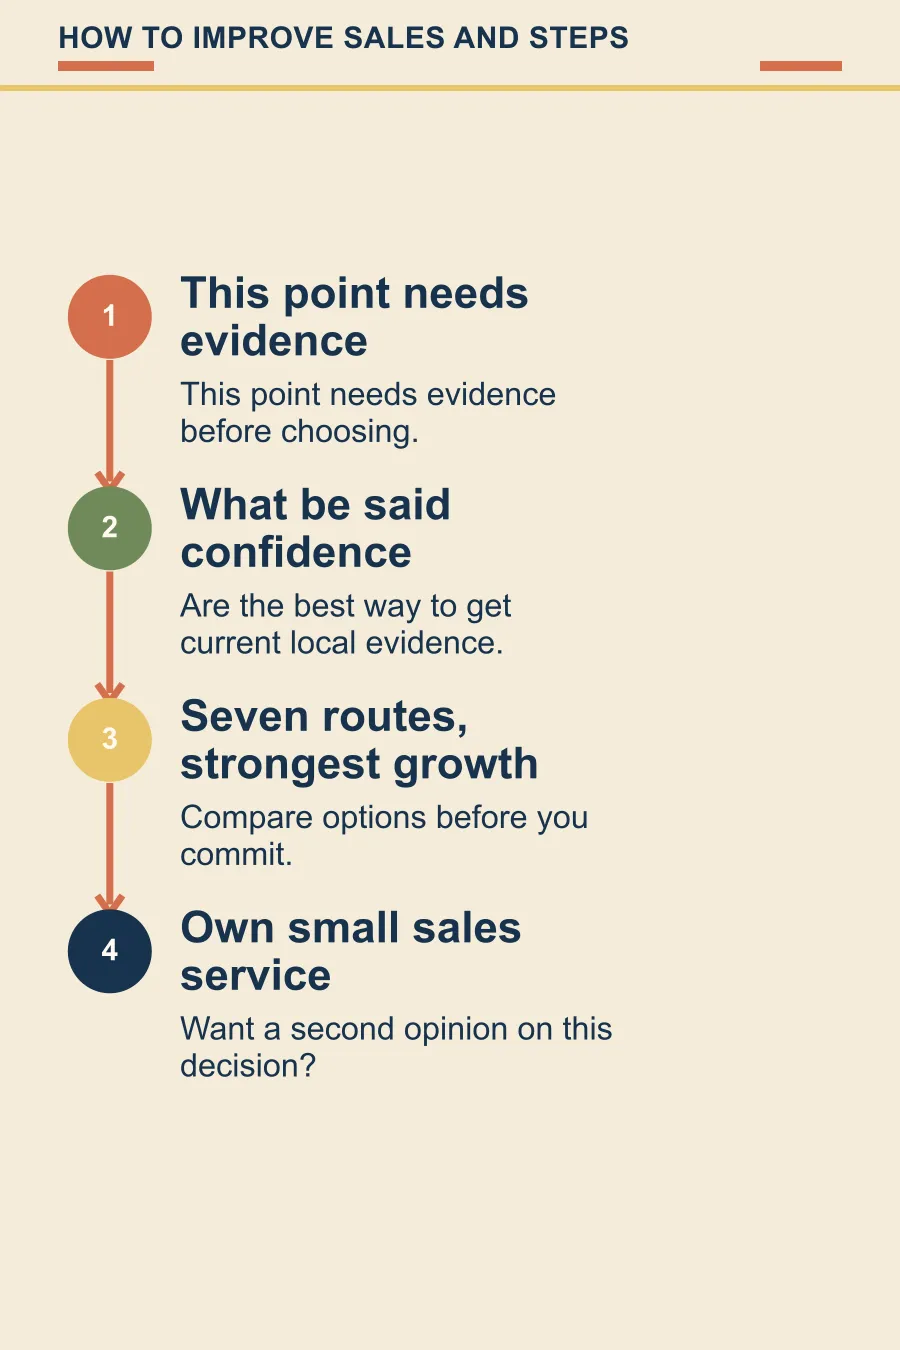 HOW TO IMPROVE SALES AND STEPS
1
This point needs
evidence
This point needs evidence
before choosing.
2
What be said
confidence
Are the best way to get
current local evidence.
3
Seven routes,
strongest growth
Compare options before you
commit.
4
Own small sales
service
Want a second opinion on this
decision?